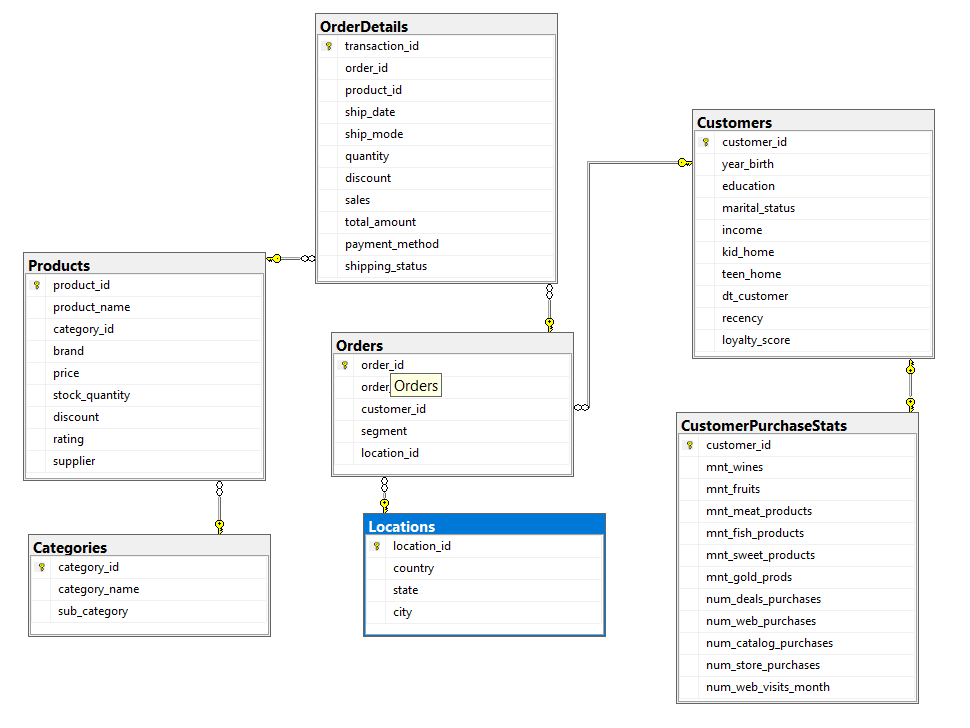 OrderDetails
transaction_id
order_id
product_id
ship_date
ship_mode
quantity
discount
sales
total_amount
payment_method
shipping_status
Customers
customer_id
year_birth
education
marital_status
income
kid_home
teen_home
dt_customer
recency
loyalty_score
Products
product_id
product_name
category_id
brand
price
stock_quantity
discount
rating
supplier
Orders
order_id
order_
Orders
customer_id
segment
location_id
CustomerPurchaseStats
customer_id
mnt_wines
mnt_fruits
mnt_meat_products
mnt_fish_products
mnt_sweet_products
mnt_gold_prods
num_deals_purchases
num_web_purchases
num_catalog_purchases
num_store_purchases
num_web_visits_month
Categories
category_id
category_name
sub_category
Locations
location_id
country
state
city